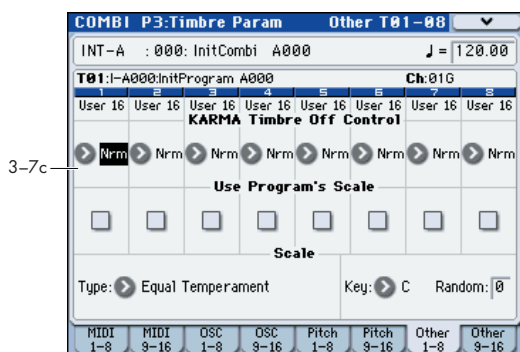 COMBI P3:Timbre Param Other T01-08
INT-A :000: InitCombi A000 ♩= 120.00
T01:I-A000:InitProgram A000 Ch:01G
1 2 3 4 5 6 7 8
User 16 User 16 User 16 User 16 User 16 User 16 User 16 User 16
KARMA Timbre Off Control
Nrm Nrm Nrm Nrm Nrm Nrm Nrm Nrm
3–7c
Use Program's Scale
Scale
Type: Equal Temperament Key: C Random: 0
MIDI 1-8 MIDI 9-16 OSC 1-8 OSC 9-16 Pitch 1-8 Pitch 9-16 Other 1-8 Other 9-16